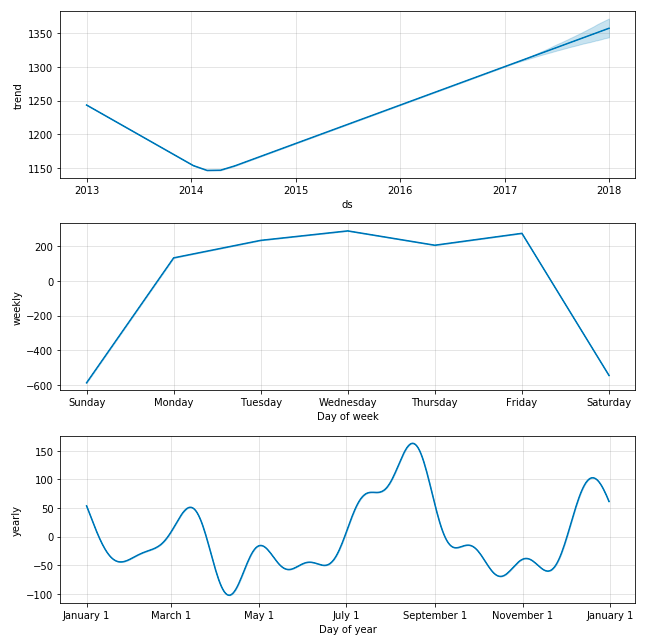 1350
1300
1250
1200
1150
trend
2013 2014 2015 2016 2017 2018
ds
200
0
−200
−400
−600
weekly
Sunday Monday Tuesday Wednesday Thursday Friday Saturday
Day of week
150
100
50
0
−50
−100
yearly
January 1 March 1 May 1 July 1 September 1 November 1 January 1
Day of year